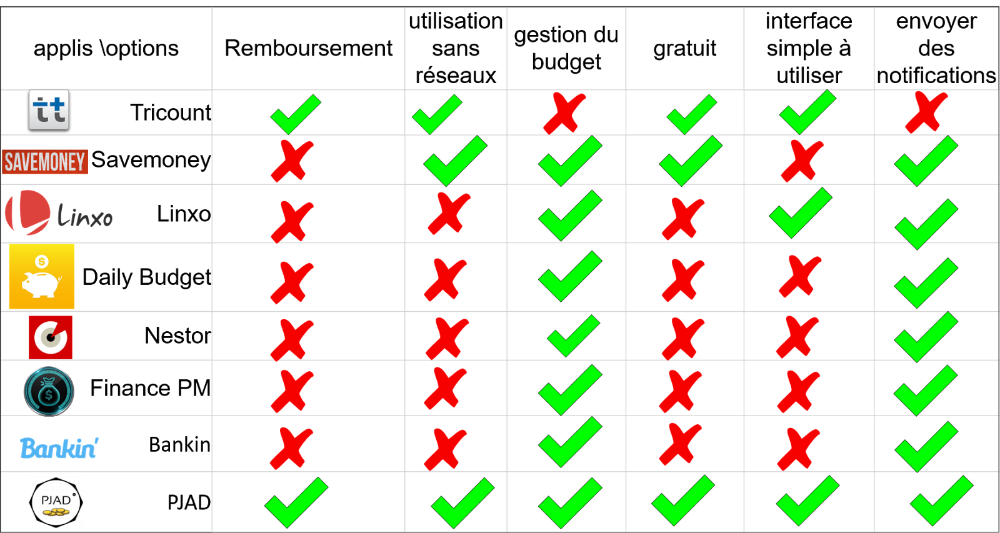 applis \options
Remboursement
utilisation
sans
réseaux
gestion du
budget
gratuit
interface
simple à
utiliser
envoyer
des
notifications
tt Tricount
SAVEMONEY Savemoney
Linxo Linxo
$ Daily Budget
Nestor
$ Finance PM
Bankin' Bankin
PJAD PJAD